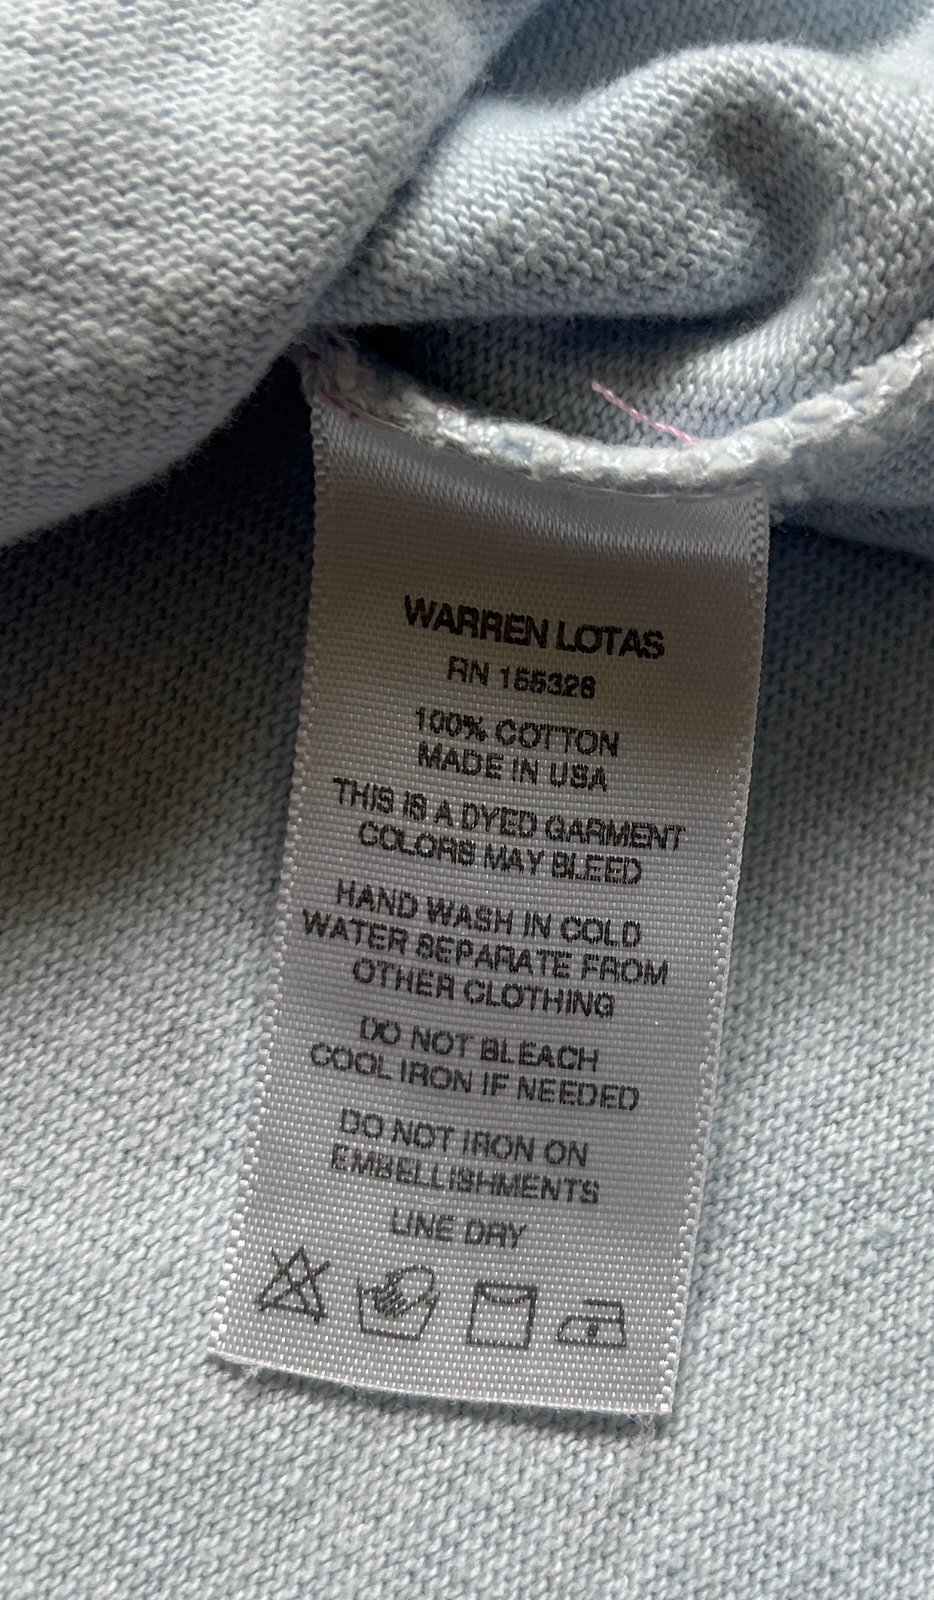 WARREN LOTAS
RN 155328
100% COTTON
MADE IN USA
THIS IS A DYED GARMENT
COLORS MAY BLEED
HAND WASH IN COLD
WATER SEPARATE FROM
OTHER CLOTHING
DO NOT BLEACH
COOL IRON IF NEEDED
DO NOT IRON ON
EMBELLISHMENTS
LINE DRY